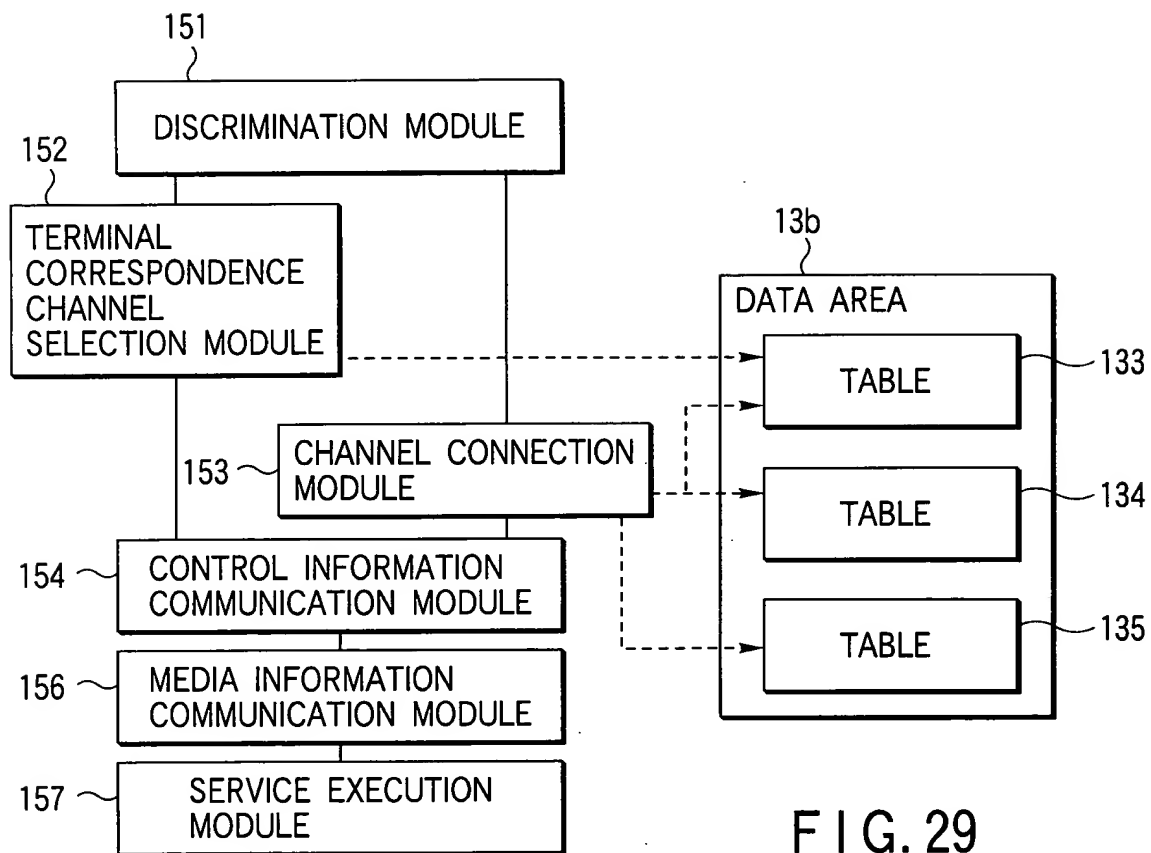 151
DISCRIMINATION MODULE
152
TERMINAL
CORRESPONDENCE
CHANNEL
SELECTION MODULE
13b
DATA AREA
TABLE
133
153
CHANNEL CONNECTION
MODULE
TABLE
134
154
CONTROL INFORMATION
COMMUNICATION MODULE
TABLE
135
156
MEDIA INFORMATION
COMMUNICATION MODULE
157
SERVICE EXECUTION
MODULE
FIG. 29